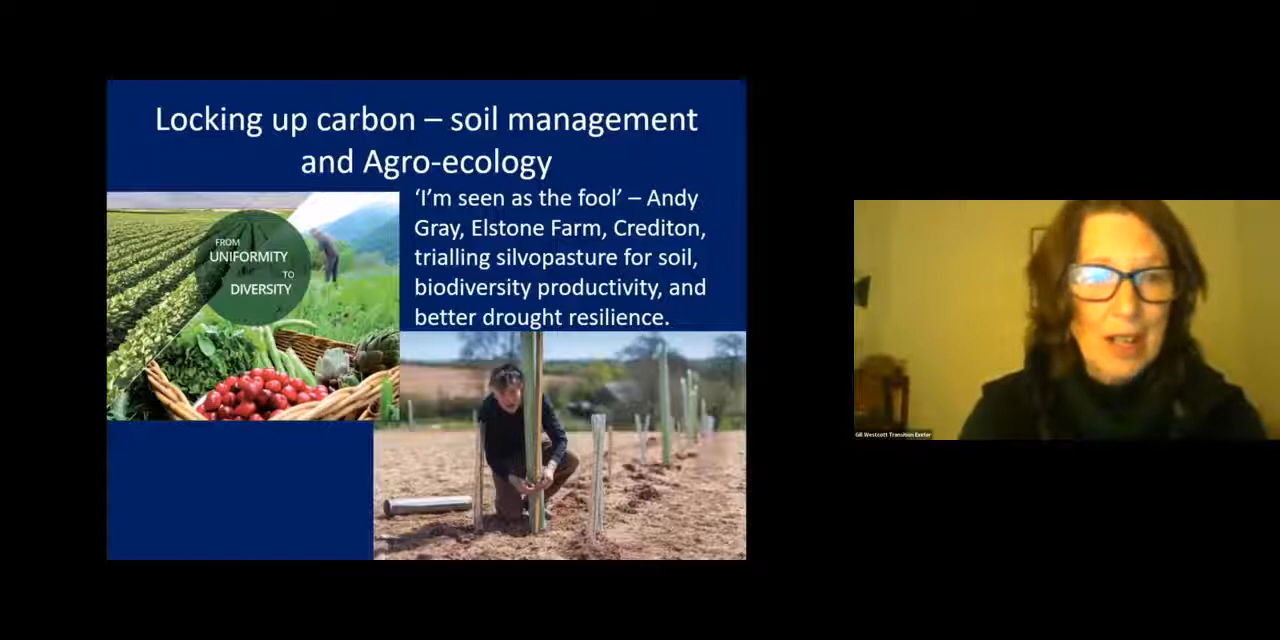 Locking up carbon – soil management
and Agro-ecology
‘I’m seen as the fool’ – Andy
Gray, Elstone Farm, Crediton,
trialling silvopasture for soil,
biodiversity productivity, and
better drought resilience.
FROM
UNIFORMITY
TO
DIVERSITY
Gill Westcott Transition Exeter